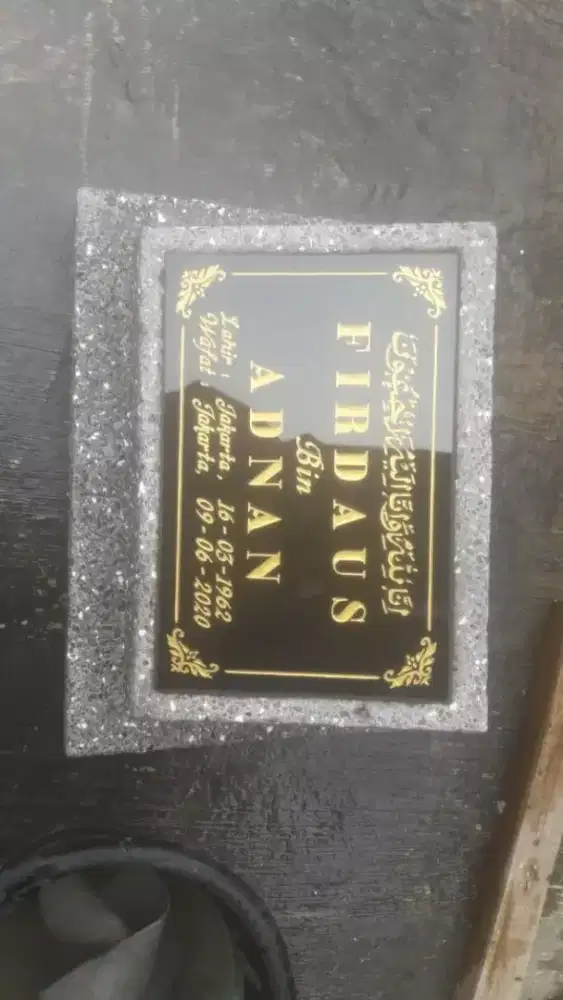 إنا لله وإنا إليه راجعون
FIRDAUS
Bin
ADNAN
Lahir : Jakarta, 16-03-1962
Wafat : Jakarta, 09-06-2020